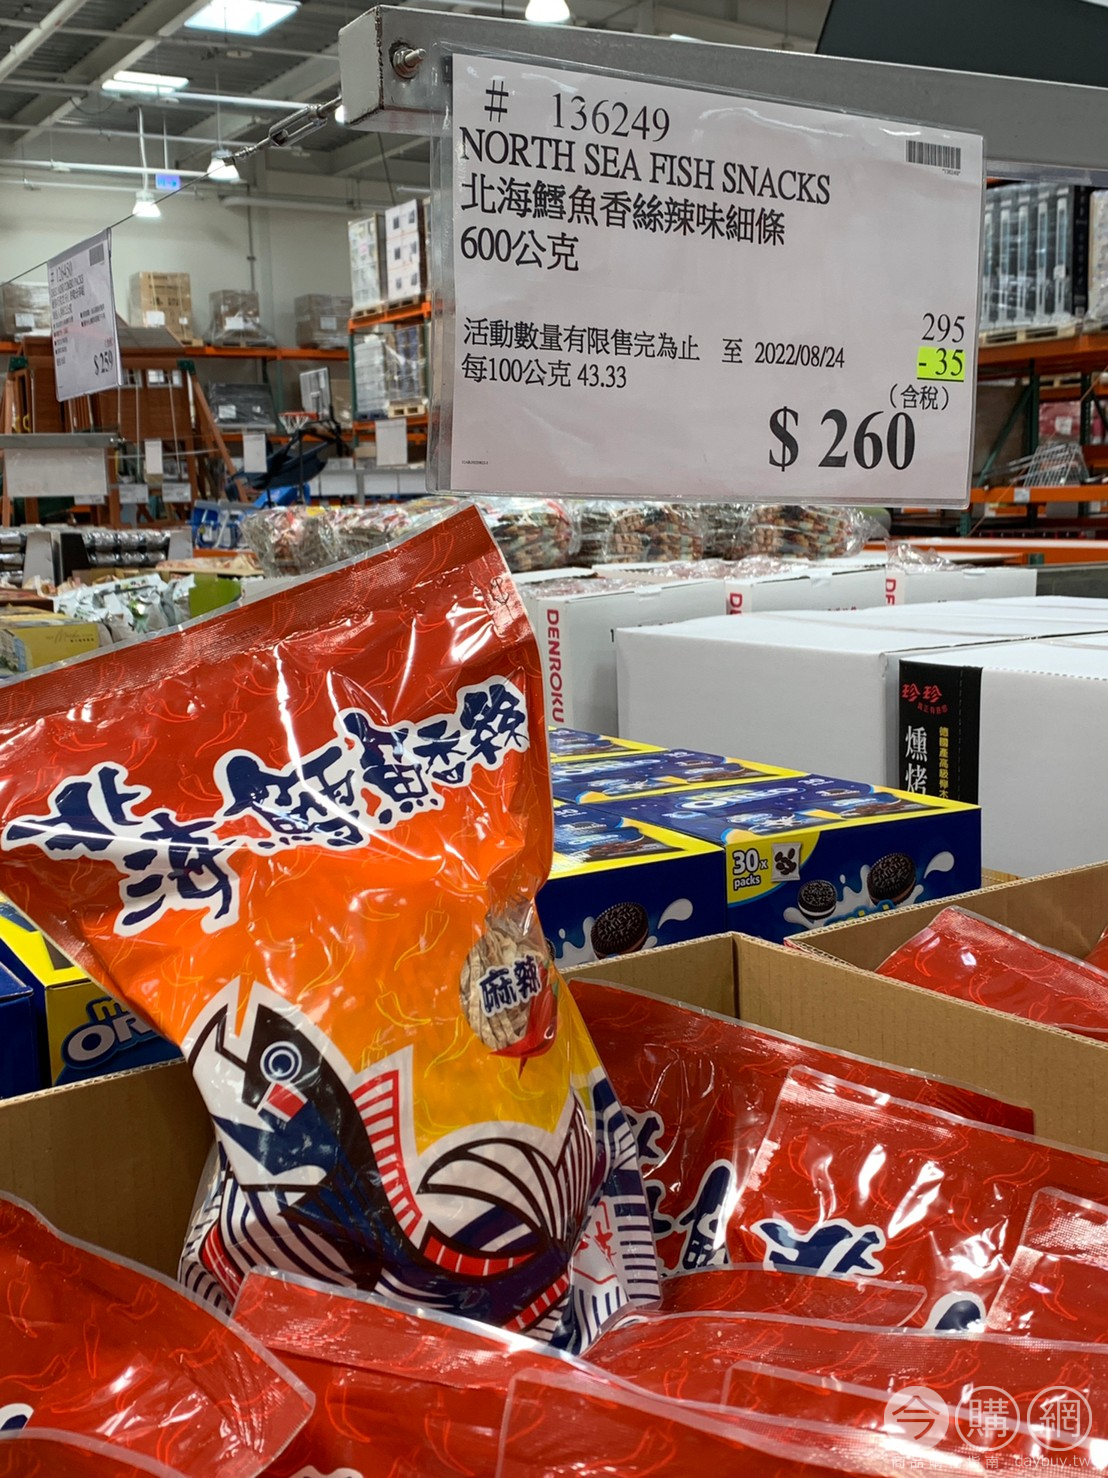 # 136249
NORTH SEA FISH SNACKS
北海鱈魚香絲辣味細條
600公克
活動數量有限售完為止 至 2022/08/24
每100公克 43.33
295
- 35
（含稅）
$ 260
# 126450
$ 259
北海鱈魚香絲
麻辣
DENROKU
珍珍
燻烤
30x
packs
今購網